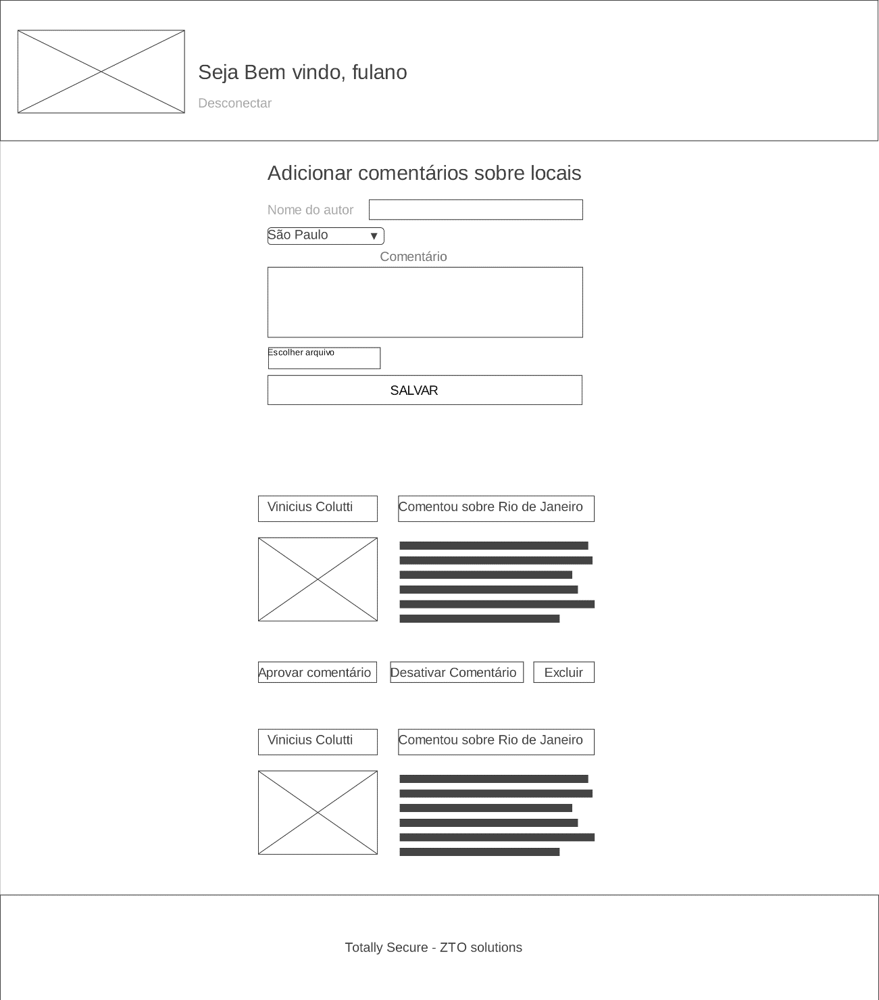 Seja Bem vindo, fulano
Desconectar
Adicionar comentários sobre locais
Nome do autor
São Paulo ▼
Comentário
Escolher arquivo
SALVAR
Vinicius Colutti
Comentou sobre Rio de Janeiro
Aprovar comentário
Desativar Comentário
Excluir
Vinicius Colutti
Comentou sobre Rio de Janeiro
Totally Secure - ZTO solutions